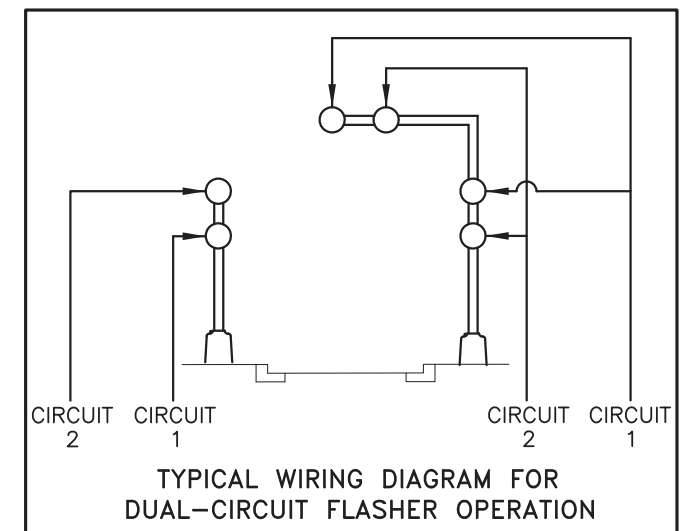 CIRCUIT 2
CIRCUIT 1
CIRCUIT 2
CIRCUIT 1
TYPICAL WIRING DIAGRAM FOR
DUAL-CIRCUIT FLASHER OPERATION